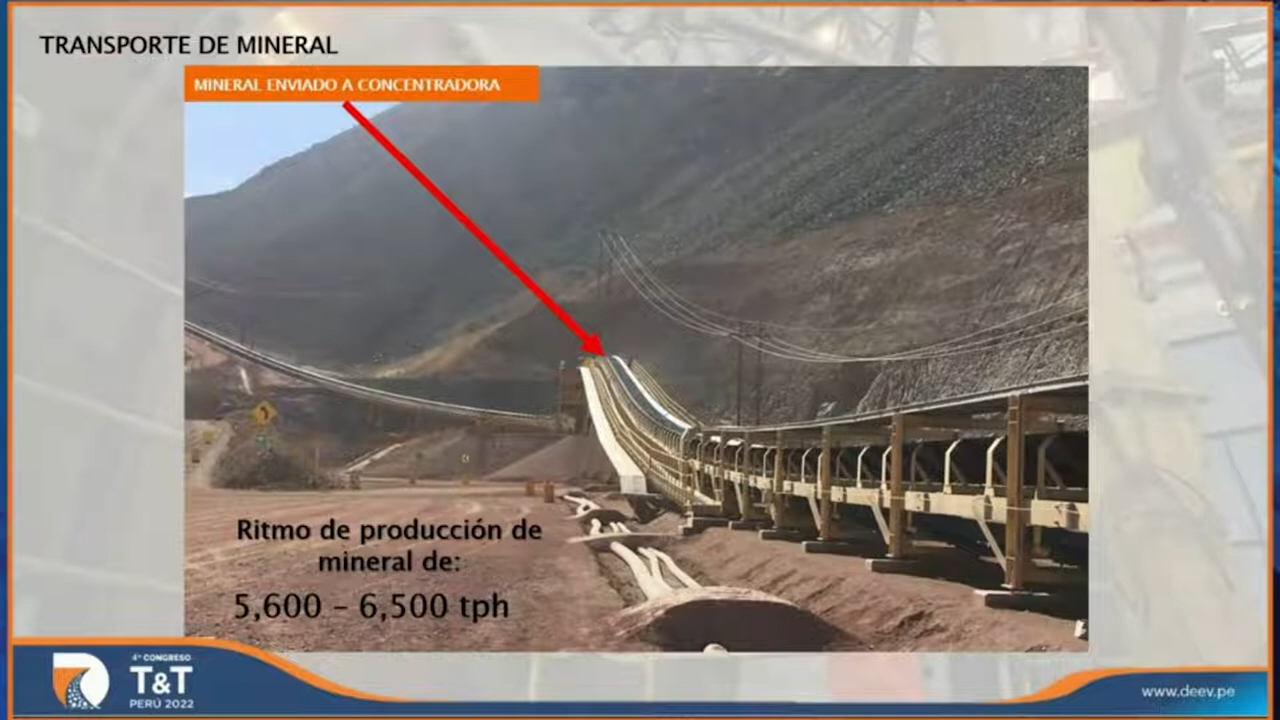 TRANSPORTE DE MINERAL
MINERAL ENVIADO A CONCENTRADORA
Ritmo de producción de
mineral de:
5,600 – 6,500 tph
4° CONGRESO
T&T
PERÚ 2022
www.deev.pe